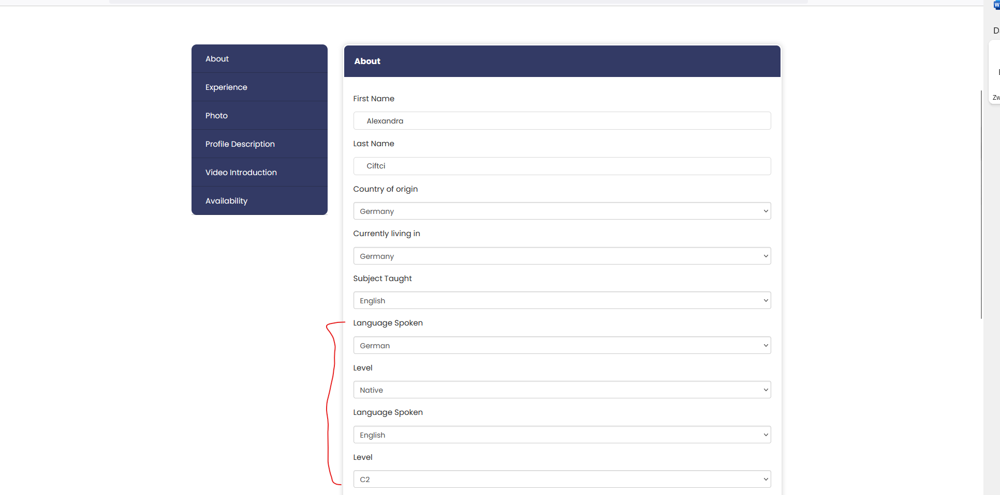 W
D
About
Experience
Photo
Profile Description
Video Introduction
Availability
About
First Name
Alexandra
Last Name
Ciftci
Country of origin
Germany
Currently living in
Germany
Subject Taught
English
Language Spoken
German
Level
Native
Language Spoken
English
Level
C2
Zw